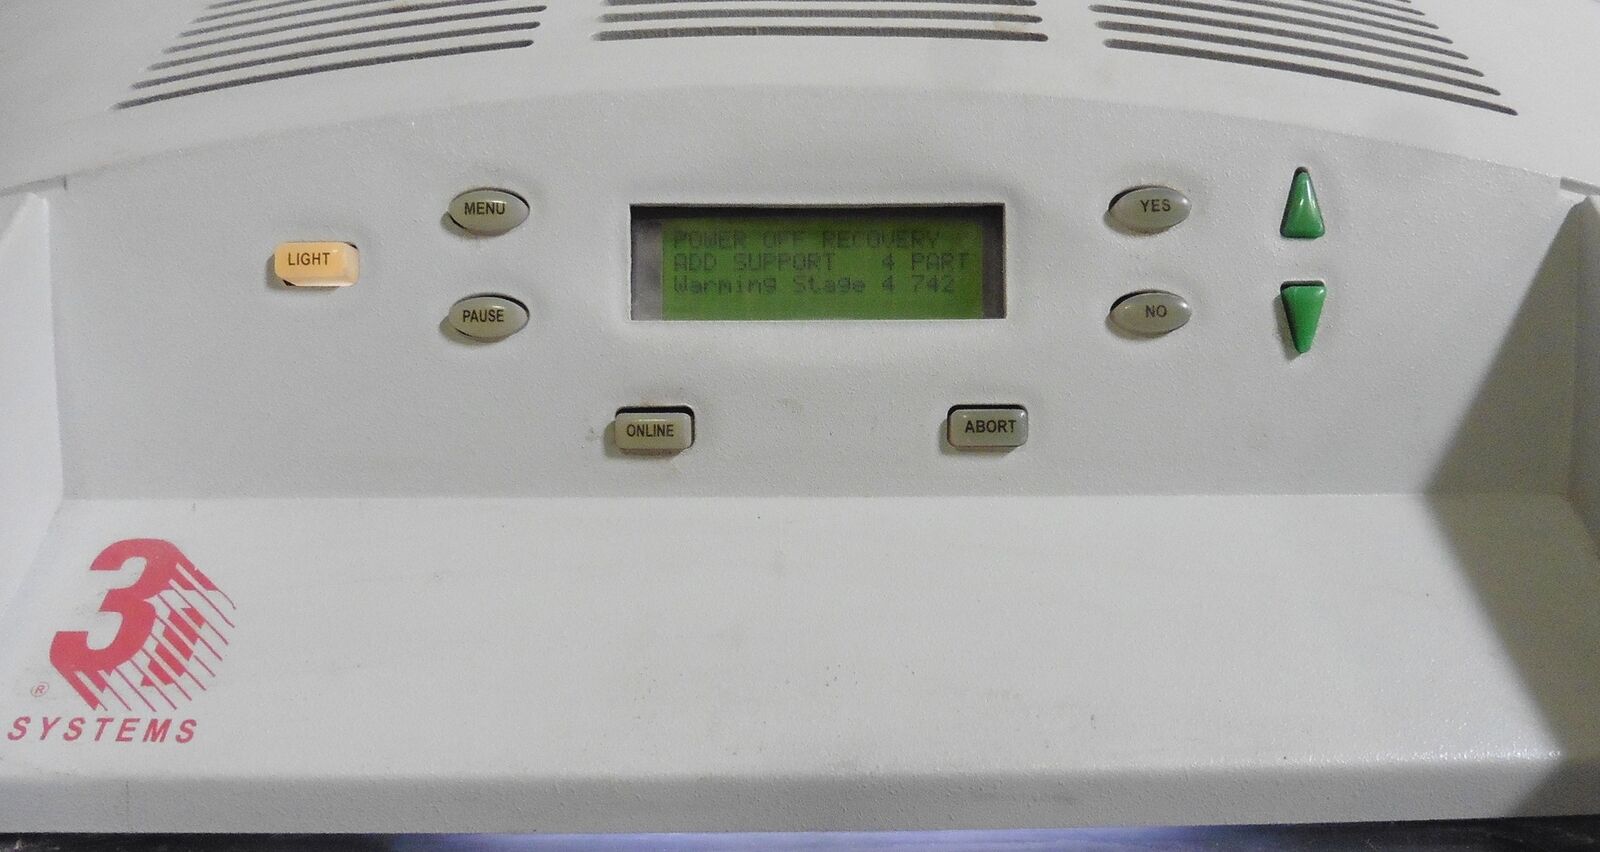 MENU
YES
POWER OFF RECOVERY
ADD SUPPORT 4 PART
Warming Stage 4 742
LIGHT
PAUSE
NO
ONLINE
ABORT
3
®
SYSTEMS